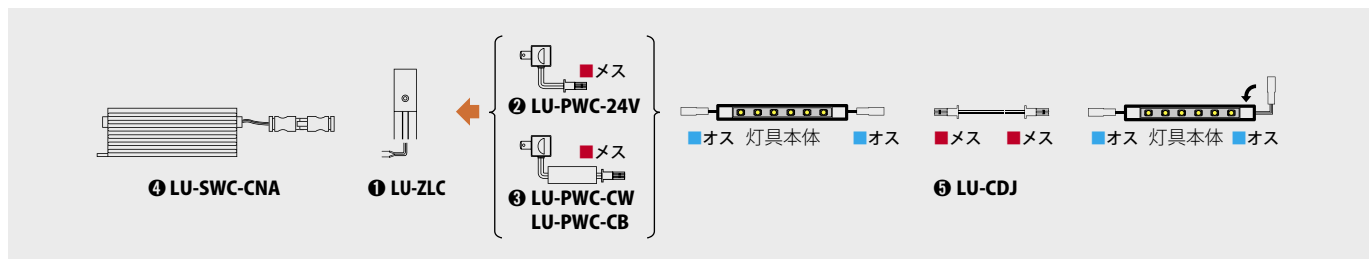 ❹ LU-SWC-CNA
❶ LU-ZLC
■メス
❷ LU-PWC-24V
■メス
❸ LU-PWC-CW
LU-PWC-CB
■オス 灯具本体 ■オス
■メス ■メス
❺ LU-CDJ
■オス 灯具本体 ■オス